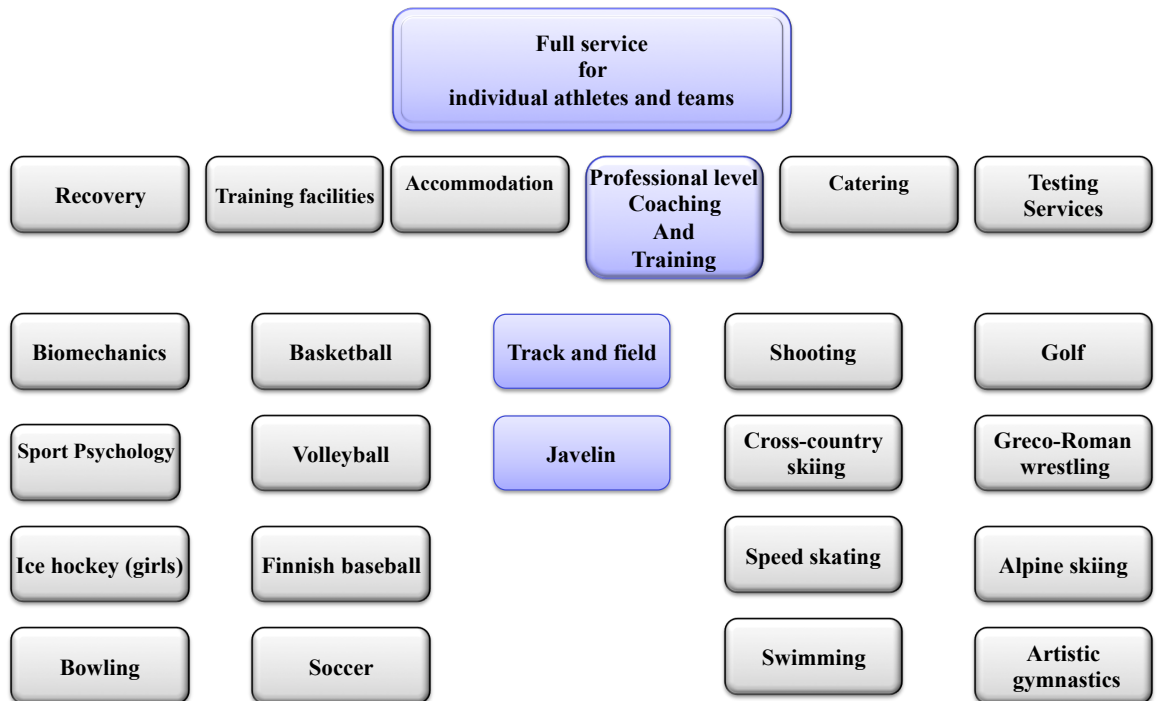 Full service
for
individual athletes and teams
Recovery
Training facilities
Accommodation
Professional level
Coaching
And
Training
Catering
Testing
Services
Biomechanics
Basketball
Track and field
Shooting
Golf
Sport Psychology
Volleyball
Javelin
Cross-country
skiing
Greco-Roman
wrestling
Ice hockey (girls)
Finnish baseball
Speed skating
Alpine skiing
Bowling
Soccer
Swimming
Artistic
gymnastics